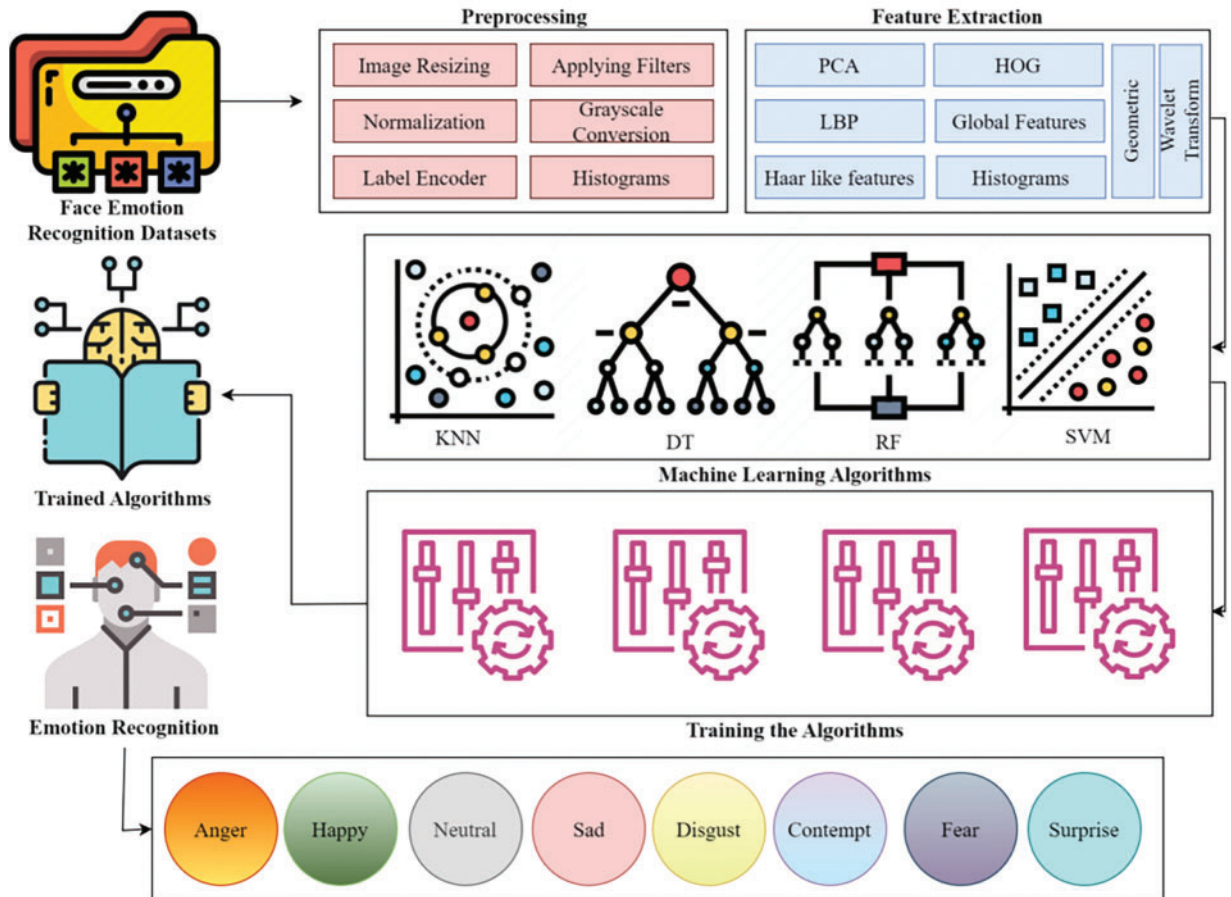 Preprocessing
Feature Extraction
Image Resizing
Applying Filters
Normalization
Grayscale
Conversion
Label Encoder
Histograms
PCA
HOG
LBP
Global Features
Haar like features
Histograms
Geometric
Wavelet
Transform
Face Emotion
Recognition Datasets
KNN
DT
RF
SVM
Machine Learning Algorithms
Trained Algorithms
Training the Algorithms
Emotion Recognition
Anger
Happy
Neutral
Sad
Disgust
Contempt
Fear
Surprise